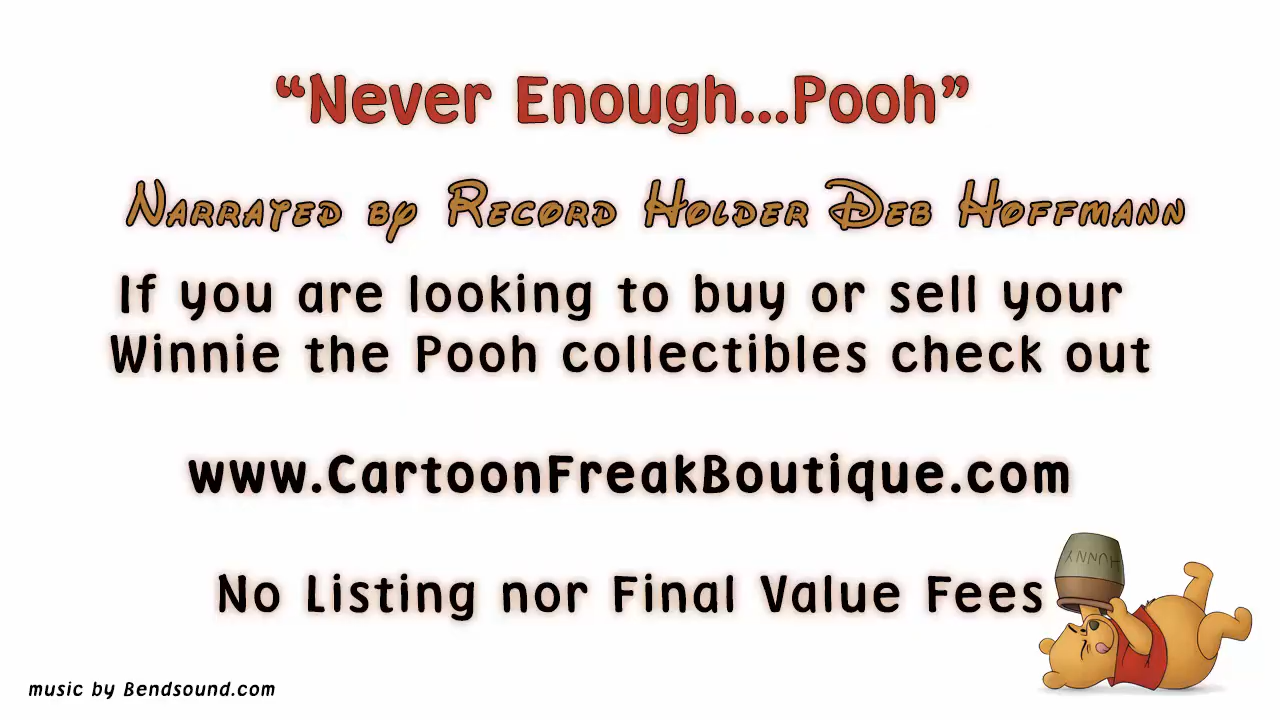 “Never Enough...Pooh”
Narrated by Record Holder Deb Hoffmann
If you are looking to buy or sell your
Winnie the Pooh collectibles check out
www.CartoonFreakBoutique.com
No Listing nor Final Value Fees
HUNNY
music by Bendsound.com